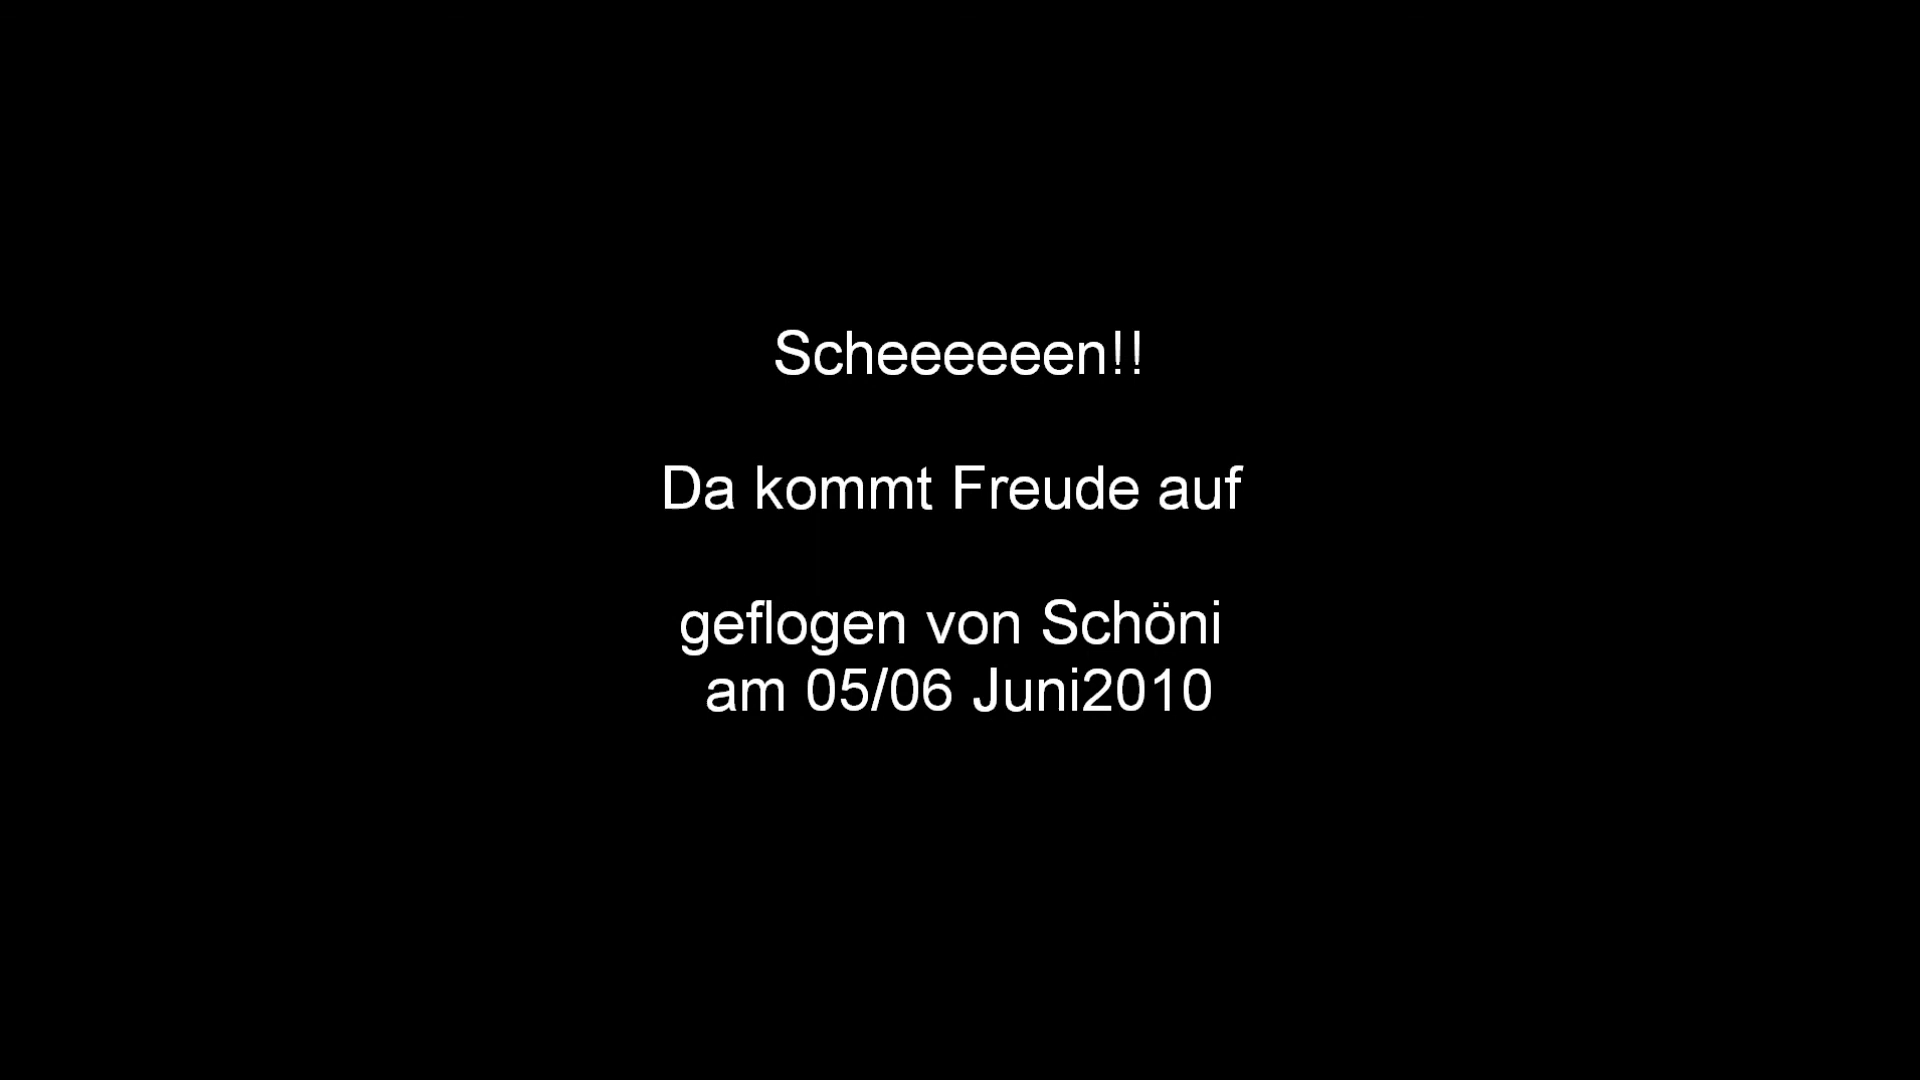 Scheeeeeen!!
Da kommt Freude auf
geflogen von Schöni
am 05/06 Juni2010